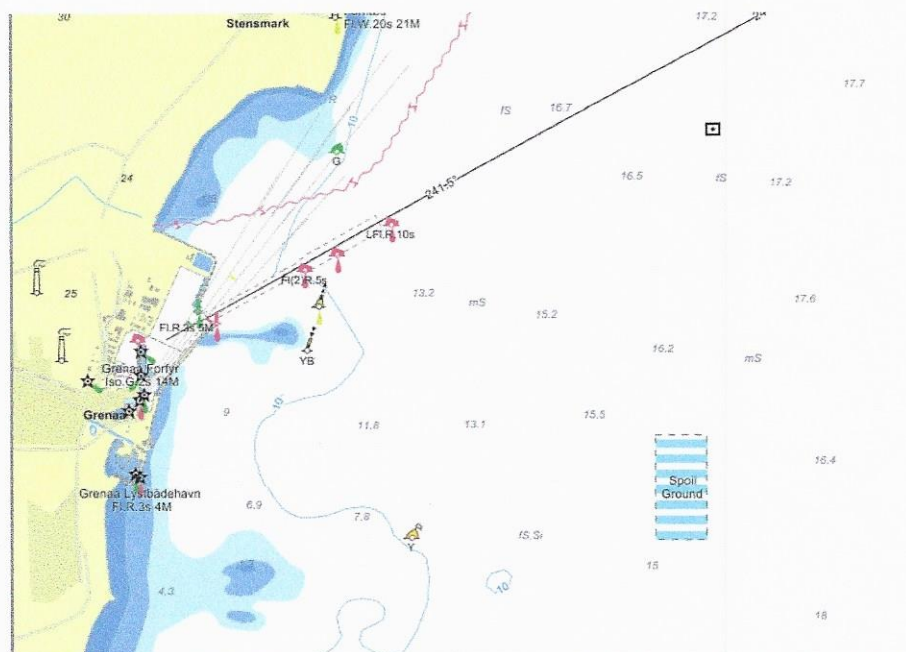 30
17.2
Stensmark
Fl.W.20s 21M
17.7
fS
16.7
R
10
G
16.5
fS
17.2
24
241·5°
LFl.R.10s
Fl(2)R.5s
25
13.2
mS
17.6
15.2
Fl.R.3s 5M
16.2
mS
YB
Grenaa Forfyr
Iso.G.2s 14M
10
Grenaa
9
15.5
11.8
13.1
16.4
Spoil
Ground
Grenaa Lystbådehavn
Fl.R.3s 4M
6.9
7.8
Y
15
10
4.3
18